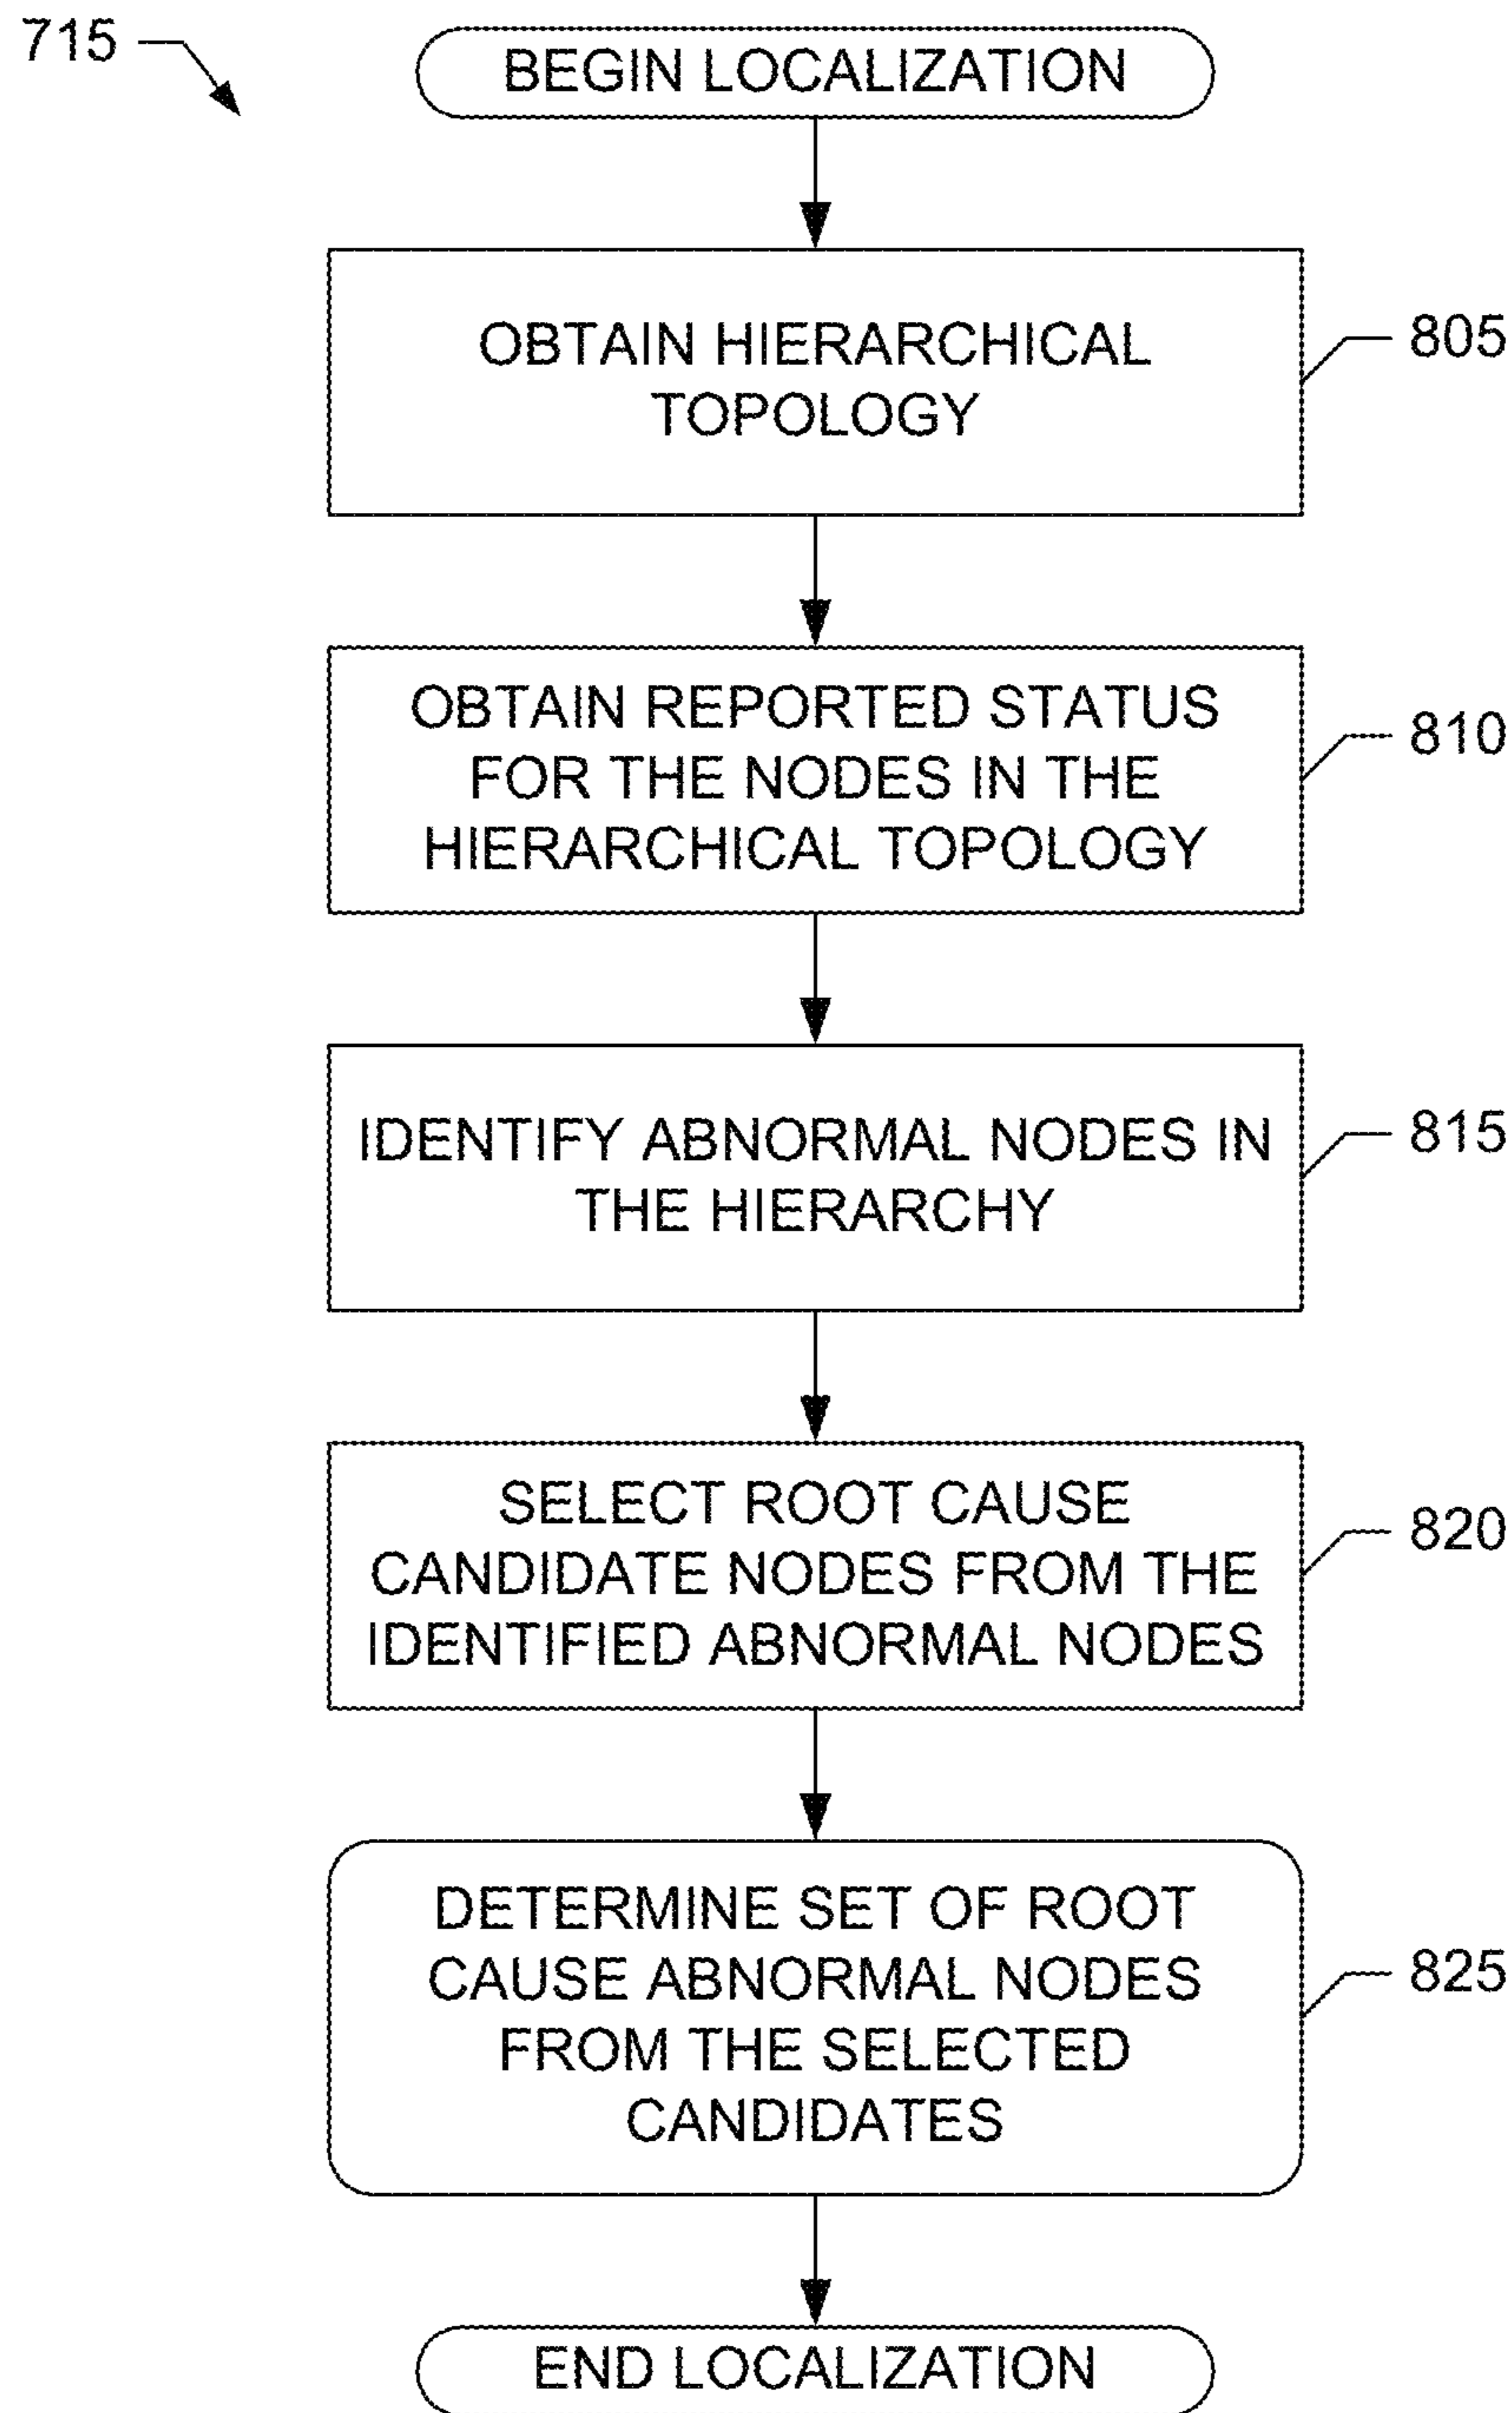 715
BEGIN LOCALIZATION
OBTAIN HIERARCHICAL
TOPOLOGY
805
OBTAIN REPORTED STATUS
FOR THE NODES IN THE
HIERARCHICAL TOPOLOGY
810
IDENTIFY ABNORMAL NODES IN
THE HIERARCHY
815
SELECT ROOT CAUSE
CANDIDATE NODES FROM THE
IDENTIFIED ABNORMAL NODES
820
DETERMINE SET OF ROOT
CAUSE ABNORMAL NODES
FROM THE SELECTED
CANDIDATES
825
END LOCALIZATION